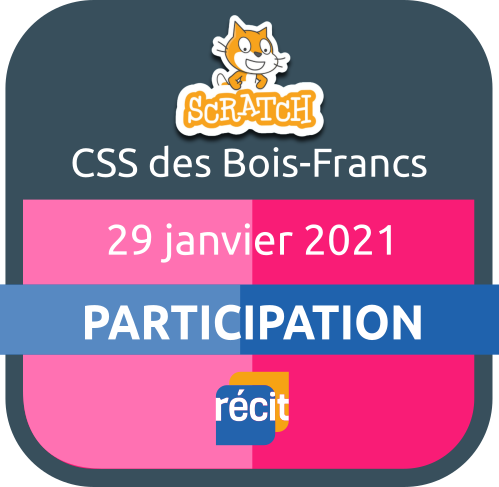 SCRATCH
CSS des Bois-Francs
29 janvier 2021
PARTICIPATION
récit